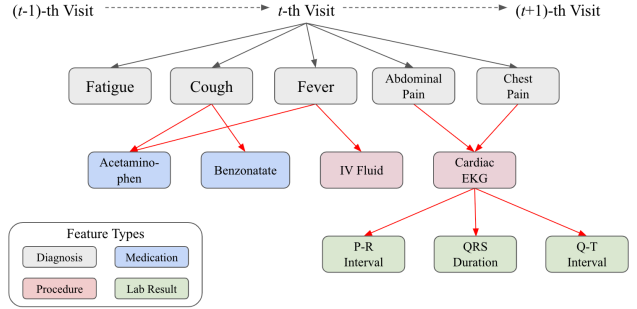 (t-1)-th Visit
t-th Visit
(t+1)-th Visit
Fatigue
Cough
Fever
Abdominal
Pain
Chest
Pain
Acetamino-
phen
Benzonatate
IV Fluid
Cardiac
EKG
P-R
Interval
QRS
Duration
Q-T
Interval
Feature Types
Diagnosis
Medication
Procedure
Lab Result